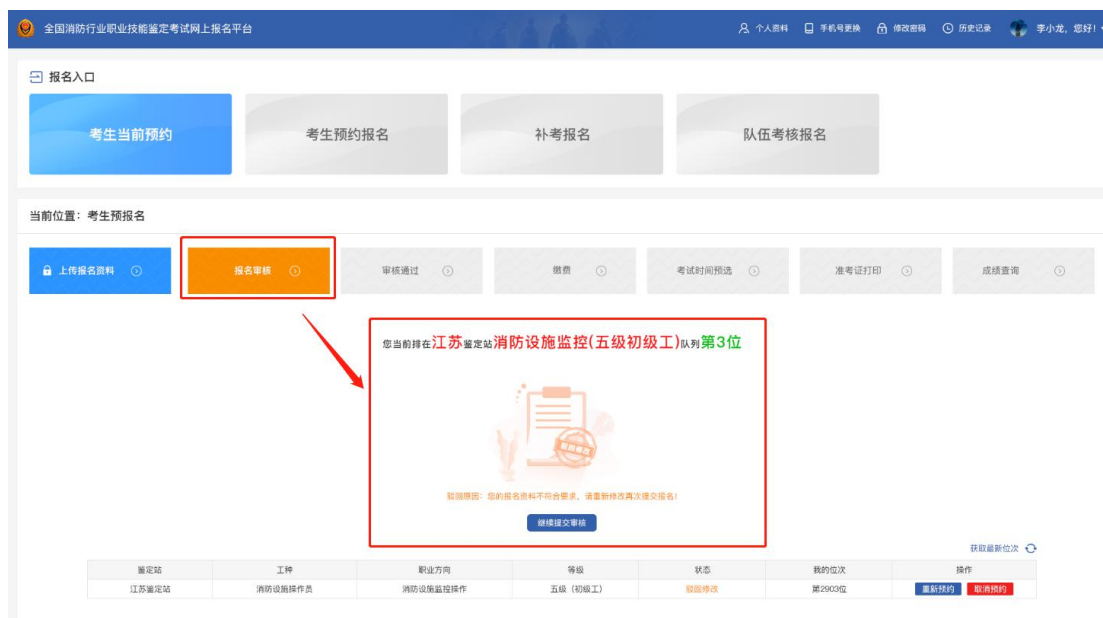 全国消防行业职业技能鉴定考试网上报名平台
个人资料 手机号更换 修改密码 历史记录 李小龙，您好！
报名入口
考生当前预约 考生预约报名 补考报名 队伍考核报名
当前位置：考生预报名
上传报名资料 报名审核 审核通过 缴费 考试时间预选 准考证打印 成绩查询
您当前排在江苏鉴定站消防设施监控(五级初级工)队列第3位
驳回原因：您的报名资料不符合要求，请重新修改再次提交报名！
继续提交审核
获取最新位次
鉴定站 工种 职业方向 等级 状态 我的位次 操作
江苏鉴定站 消防设施操作员 消防设施监控操作 五级（初级工） 驳回修改 第2903位 重新预约 取消预约